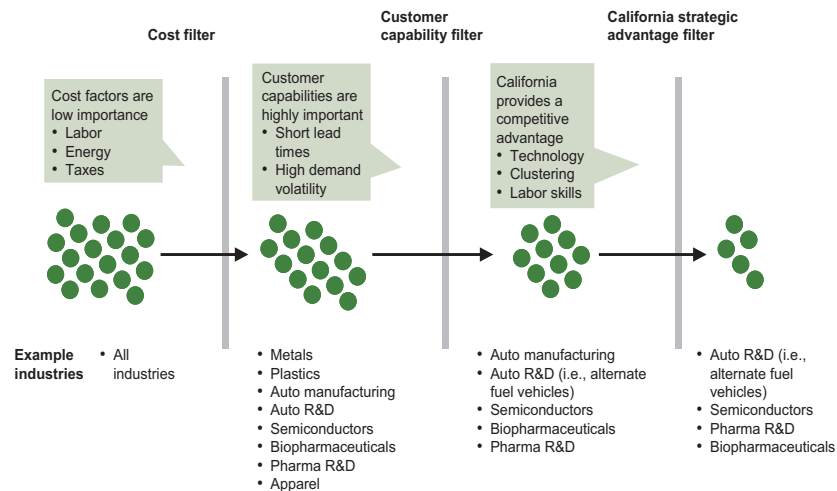 Cost filter
Customer
capability filter
California strategic
advantage filter
Cost factors are
low importance
• Labor
• Energy
• Taxes
Customer
capabilities are
highly important
• Short lead
times
• High demand
volatility
California
provides a
competitive
advantage
• Technology
• Clustering
• Labor skills
Example
industries
• All
industries
• Metals
• Plastics
• Auto manufacturing
• Auto R&D
• Semiconductors
• Biopharmaceuticals
• Pharma R&D
• Apparel
• Auto manufacturing
• Auto R&D (i.e., alternate
fuel vehicles)
• Semiconductors
• Biopharmaceuticals
• Pharma R&D
• Auto R&D (i.e.,
alternate fuel
vehicles)
• Semiconductors
• Pharma R&D
• Biopharmaceuticals